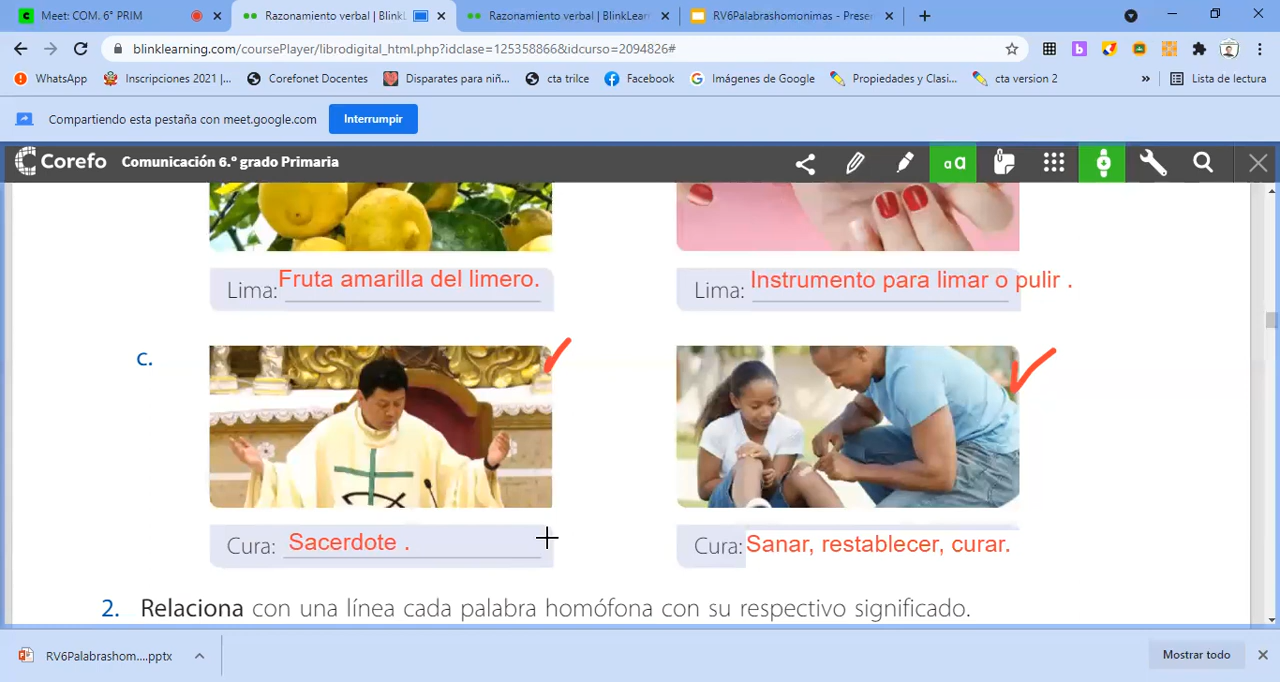 Meet: COM. 6° PRIM
Razonamiento verbal | BlinkL
Razonamiento verbal | BlinkLear
RV6Palabrashomonimas - Prese
blinklearning.com/coursePlayer/librodigital_html.php?idclase=125358866&idcurso=2094826#
WhatsApp
Inscripciones 2021 |...
Corefonet Docentes
Disparates para niñ...
cta trilce
Facebook
Imágenes de Google
Propiedades y Clasi...
cta version 2
»
Lista de lectura
Compartiendo esta pestaña con meet.google.com
Interrumpir
Corefo
Comunicación 6.º grado Primaria
aa
Lima: Fruta amarilla del limero.
Lima: Instrumento para limar o pulir .
c.
Cura: Sacerdote .
Cura: Sanar, restablecer, curar.
2. Relaciona con una línea cada palabra homófona con su respectivo significado.
RV6Palabrashom....pptx
Mostrar todo